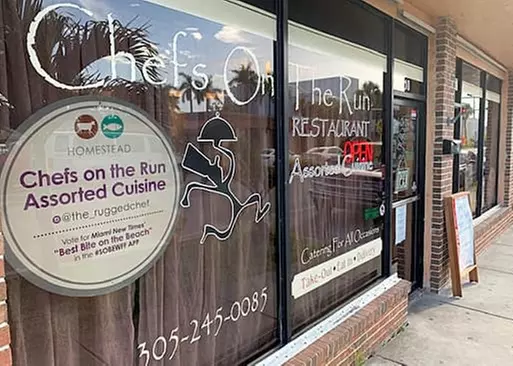 Chefs On The Run
RESTAURANT
Assorted Cuisine
OPEN
HOMESTEAD
Chefs on the Run
Assorted Cuisine
@the_ruggedchef
Vote for Miami New Times
"Best Bite on the Beach"
in the #SOBEWFF APP
Catering For All Occasions
Take-Out • Eat In • Delivery
305-245-0085